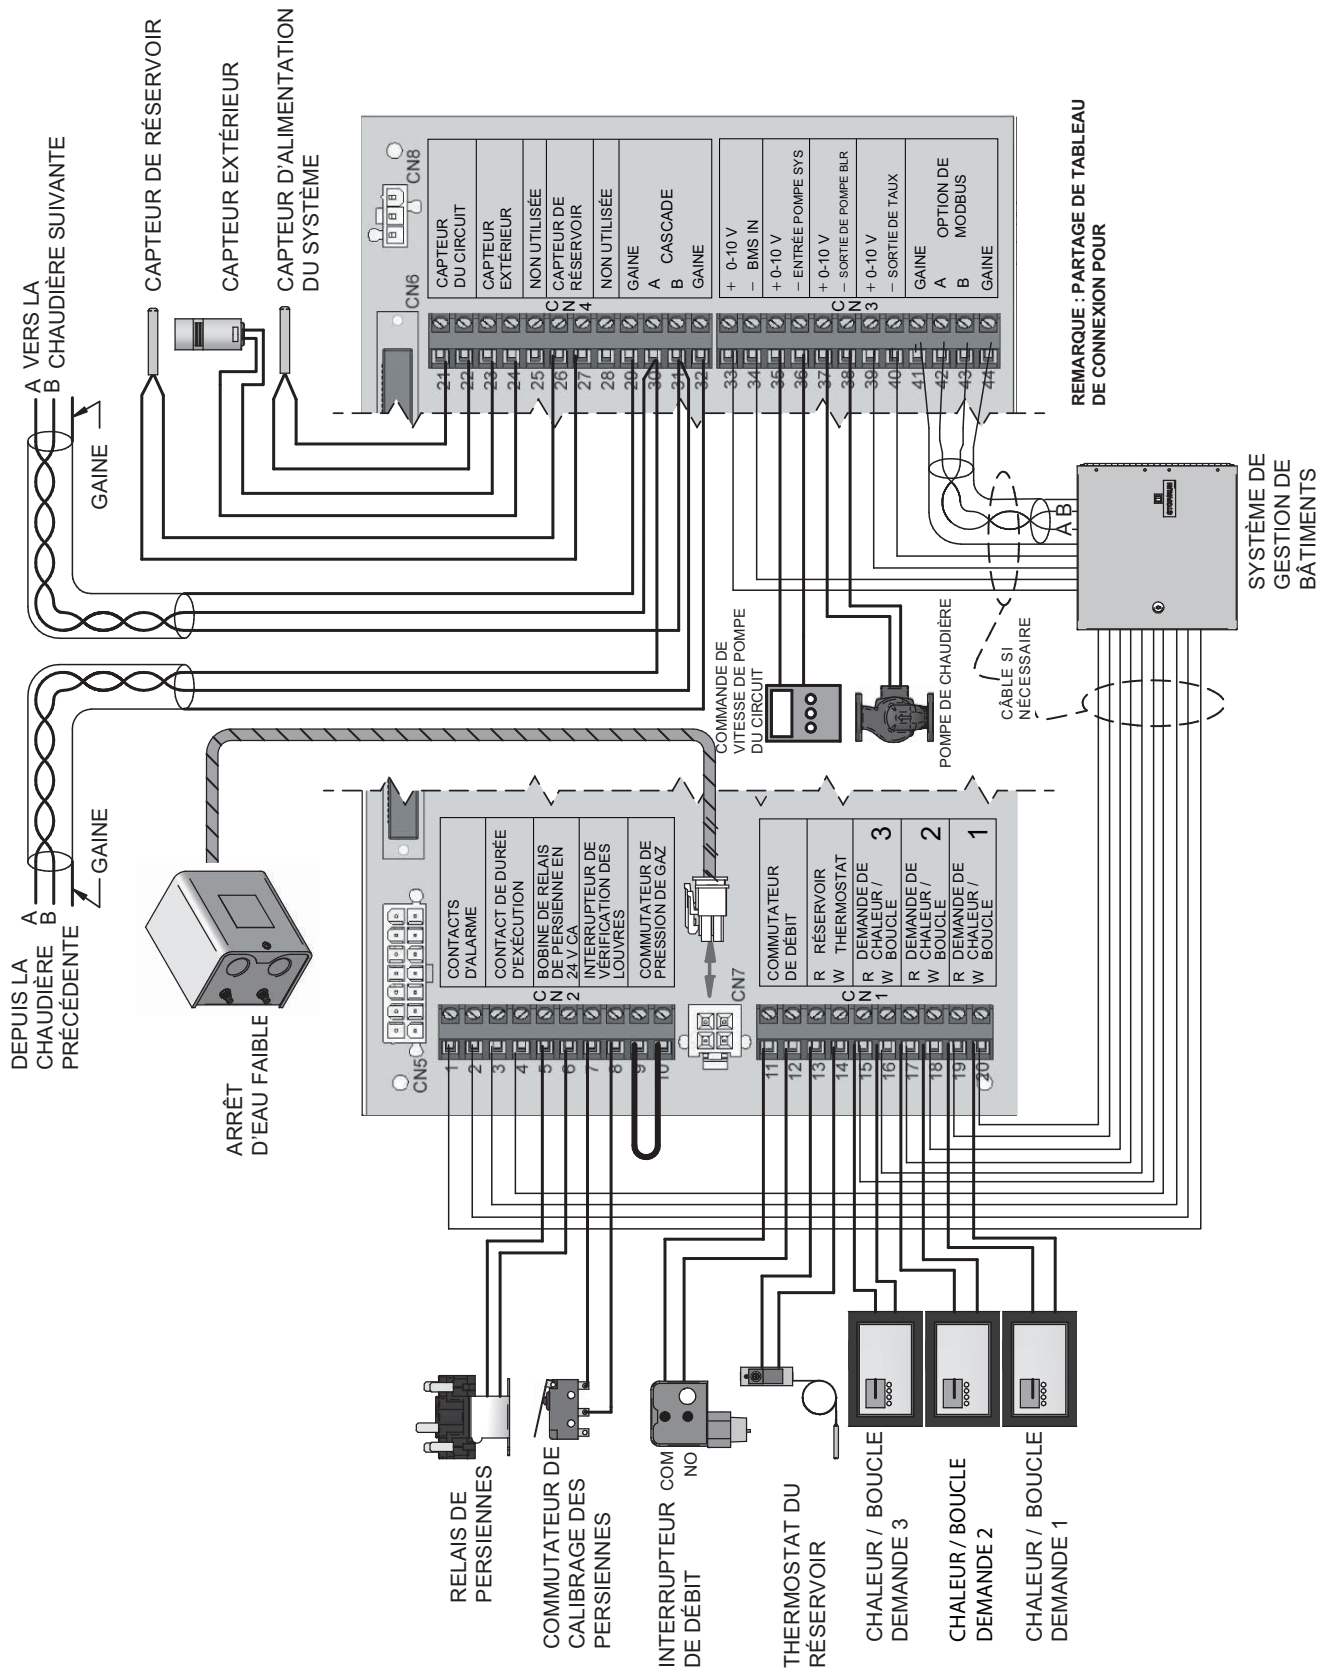 DEPUIS LA
CHAUDIÈRE
PRÉCÉDENTE
A
B
GAINE
A
B
VERS LA
CHAUDIÈRE SUIVANTE
GAINE
CAPTEUR DE RÉSERVOIR
CAPTEUR EXTÉRIEUR
CAPTEUR D'ALIMENTATION
DU SYSTÈME
ARRÊT
D'EAU FAIBLE
CN5
CONTACTS
D'ALARME
CONTACT DE DURÉE
D'EXÉCUTION
BOBINE DE RELAIS
DE PERSIENNE EN
24 V CA
INTERRUPTEUR DE
VÉRIFICATION DES
LOUVRES
COMMUTATEUR DE
PRESSION DE GAZ
CN2
1
2
3
4
5
6
7
8
9
10
CN7
COMMUTATEUR
DE DÉBIT
R RÉSERVOIR
W THERMOSTAT
R DEMANDE DE
CHALEUR /
W BOUCLE
3
R DEMANDE DE
CHALEUR /
W BOUCLE
2
R DEMANDE DE
CHALEUR /
W BOUCLE
1
CN1
11
12
13
14
15
16
17
18
19
20
CN6
CN8
CAPTEUR
DU CIRCUIT
CAPTEUR
EXTÉRIEUR
NON UTILISÉE
CAPTEUR DE
RÉSERVOIR
NON UTILISÉE
GAINE
A CASCADE
B
GAINE
CN4
21
22
23
24
25
26
27
28
29
30
31
32
+ 0-10 V
− BMS IN
+ 0-10 V
− ENTRÉE POMPE SYS
+ 0-10 V
− SORTIE DE POMPE BLR
+ 0-10 V
− SORTIE DE TAUX
GAINE
A OPTION DE
B MODBUS
GAINE
CN3
33
34
35
36
37
38
39
40
41
42
43
44
REMARQUE : PARTAGE DE TABLEAU
DE CONNEXION POUR
COMMANDE DE
VITESSE DE POMPE
DU CIRCUIT
POMPE DE CHAUDIÈRE
CÂBLE SI
NÉCESSAIRE
A
B
SYSTÈME DE
GESTION DE
BÂTIMENTS
RELAIS DE
PERSIENNES
COMMUTATEUR DE
CALIBRAGE DES
PERSIENNES
INTERRUPTEUR
DE DÉBIT
COM
NO
THERMOSTAT DU
RÉSERVOIR
CHALEUR / BOUCLE
DEMANDE 3
CHALEUR / BOUCLE
DEMANDE 2
CHALEUR / BOUCLE
DEMANDE 1